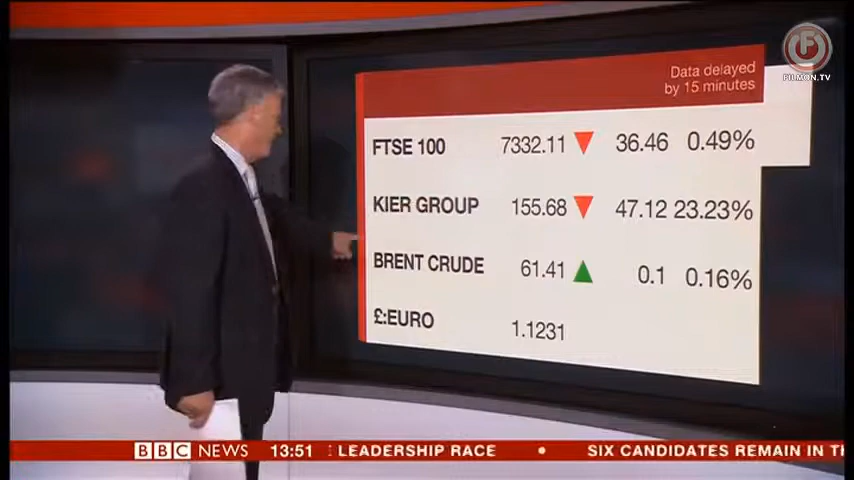 F
FILMON.TV
Data delayed
by 15 minutes
FTSE 100 7332.11 ▼ 36.46 0.49%
KIER GROUP 155.68 ▼ 47.12 23.23%
BRENT CRUDE 61.41 ▲ 0.1 0.16%
£:EURO 1.1231
BBC NEWS 13:51 LEADERSHIP RACE • SIX CANDIDATES REMAIN IN